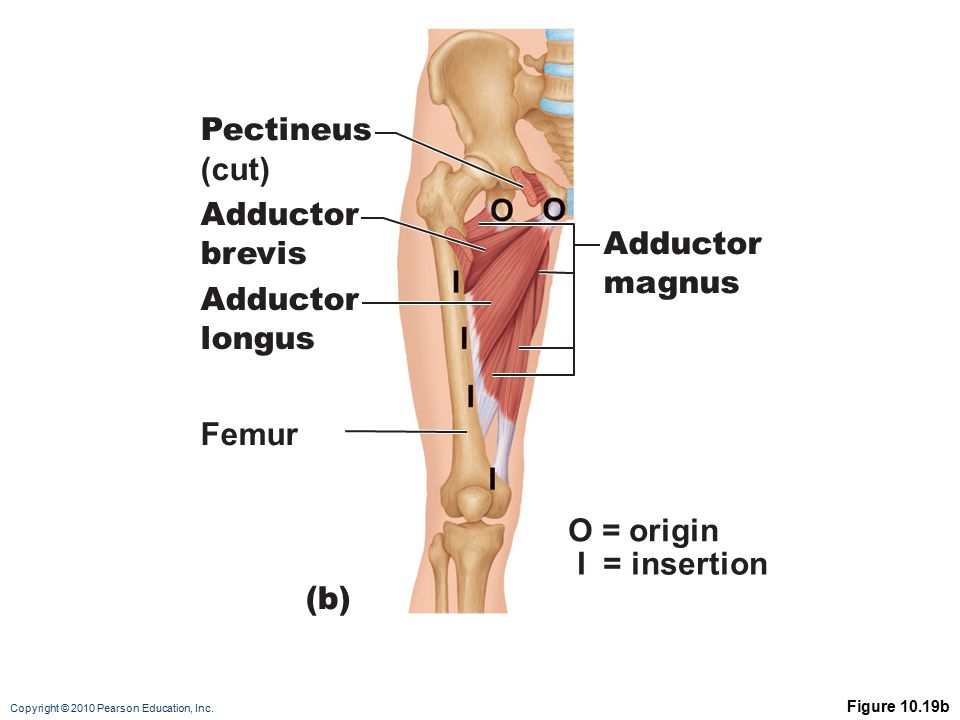 Pectineus
(cut)
Adductor
brevis
Adductor
longus
Femur
O O
I
I
I
I
Adductor
magnus
O = origin
I = insertion
(b)
Copyright © 2010 Pearson Education, Inc.
Figure 10.19b